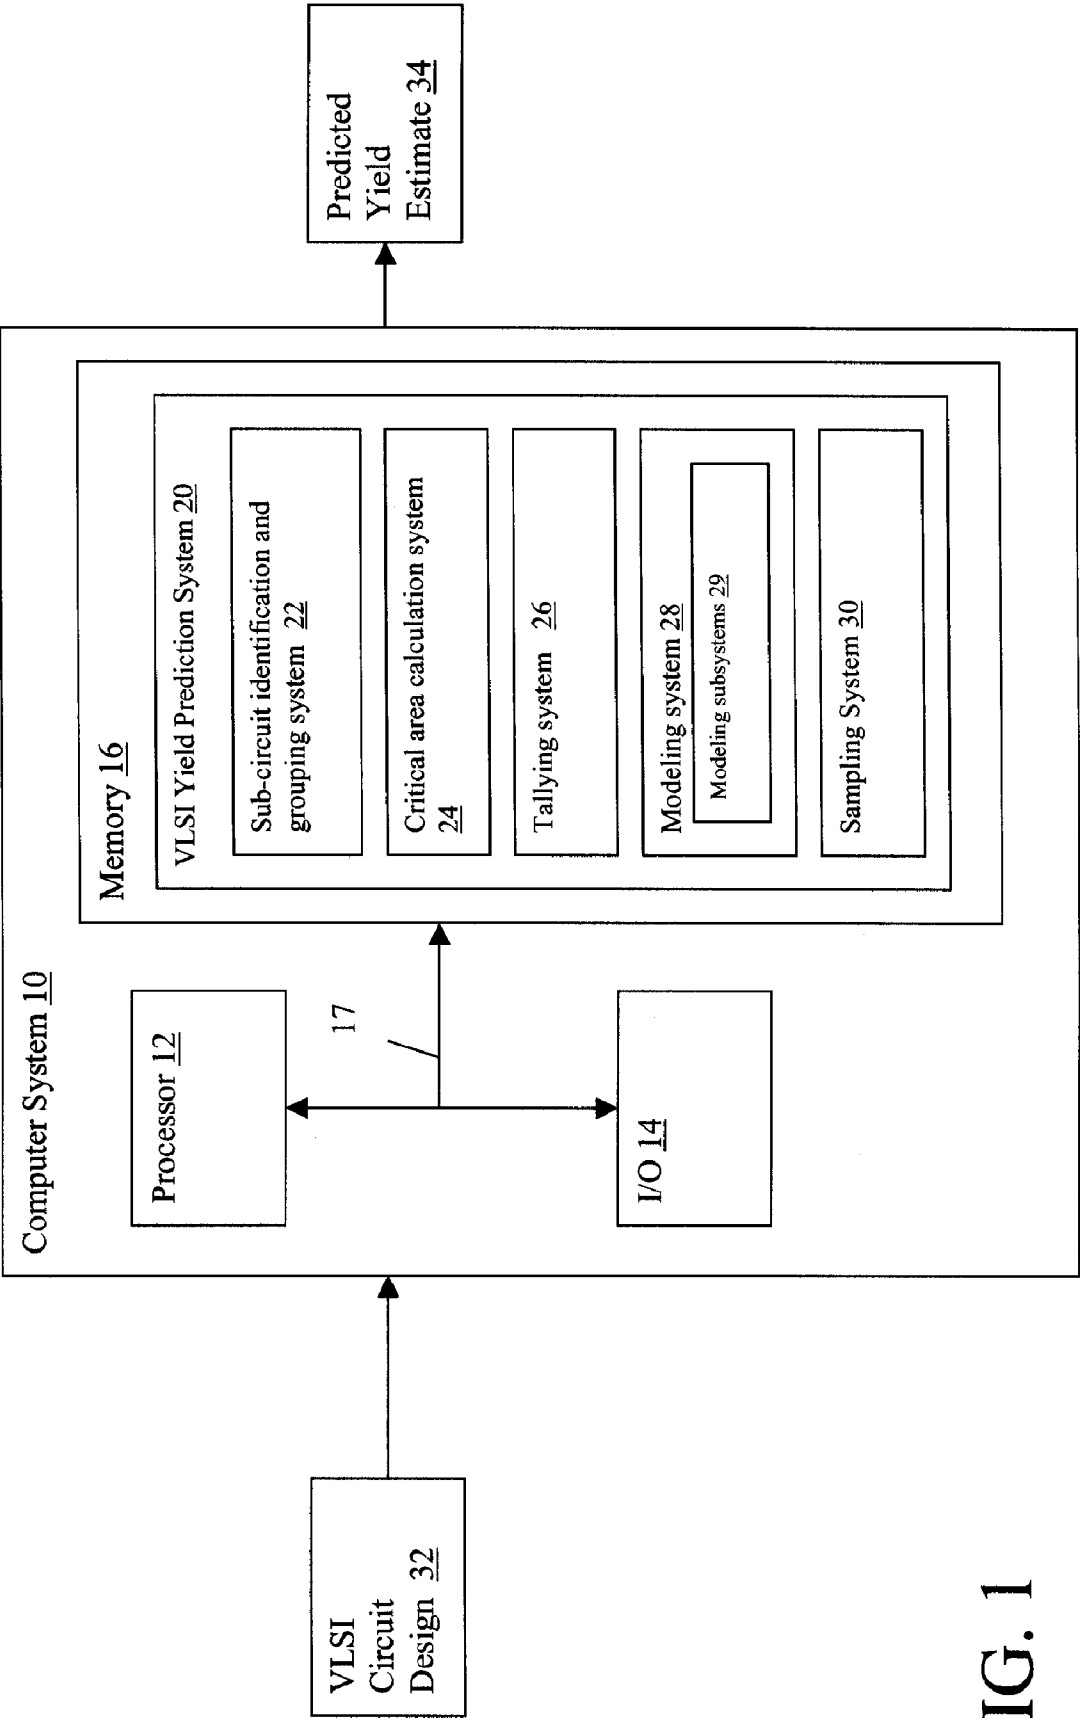 Computer System 10
Memory 16
VLSI Yield Prediction System 20
Processor 12
Sub-circuit identification and
grouping system 22
17
VLSI
Circuit
Design 32
Predicted
Yield
Estimate 34
Critical area calculation system
24
Tallying system 26
I/O 14
Modeling system 28
Modeling subsystems 29
Sampling System 30
IG. 1